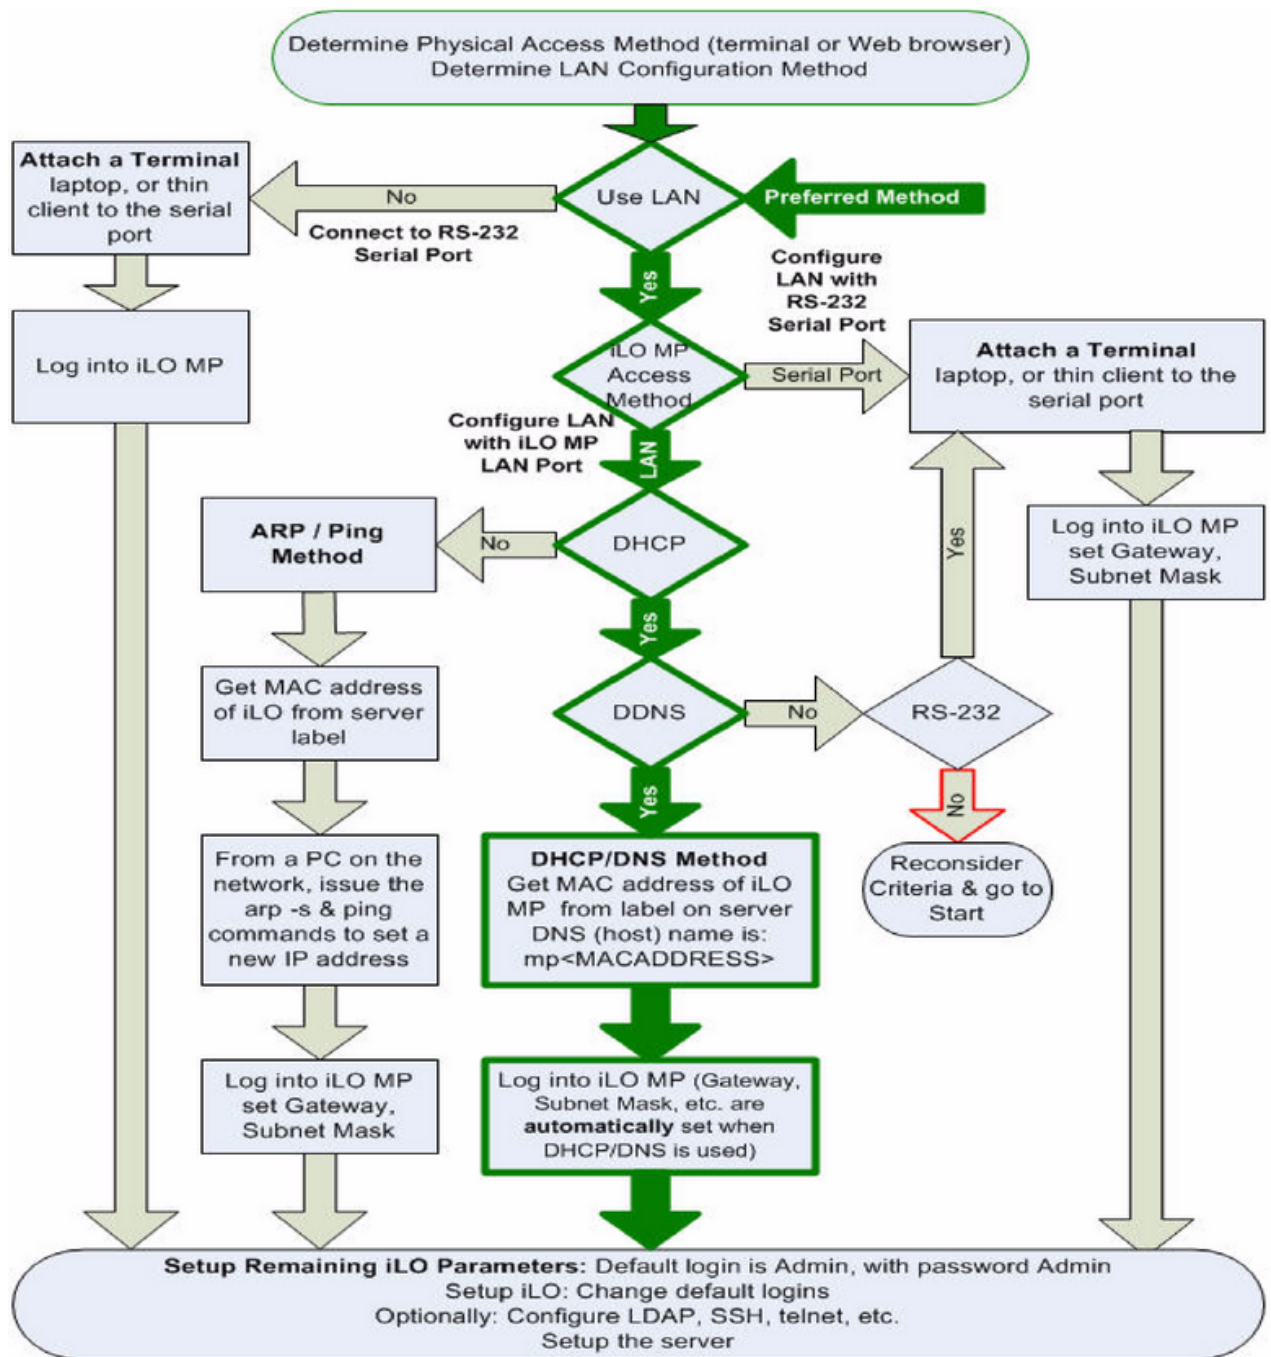 Determine Physical Access Method (terminal or Web browser)
Determine LAN Configuration Method
Attach a Terminal
laptop, or thin
client to the serial
port
No
Use LAN
Preferred Method
Connect to RS-232
Serial Port
Yes
Configure
LAN with
RS-232
Serial Port
Log into iLO MP
iLO MP
Access
Method
Serial Port
Attach a Terminal
laptop, or thin client to the
serial port
Configure LAN
with iLO MP
LAN Port
LAN
ARP / Ping
Method
No
DHCP
Yes
Log into iLO MP
set Gateway,
Subnet Mask
Yes
Get MAC address
of iLO from server
label
DDNS
No
RS-232
Yes
No
From a PC on the
network, issue the
arp -s & ping
commands to set a
new IP address
DHCP/DNS Method
Get MAC address of iLO
MP from label on server
DNS (host) name is:
mp<MACADDRESS>
Reconsider
Criteria & go to
Start
Log into iLO MP
set Gateway,
Subnet Mask
Log into iLO MP (Gateway,
Subnet Mask, etc. are
automatically set when
DHCP/DNS is used)
Setup Remaining iLO Parameters: Default login is Admin, with password Admin
Setup iLO: Change default logins
Optionally: Configure LDAP, SSH, telnet, etc.
Setup the server